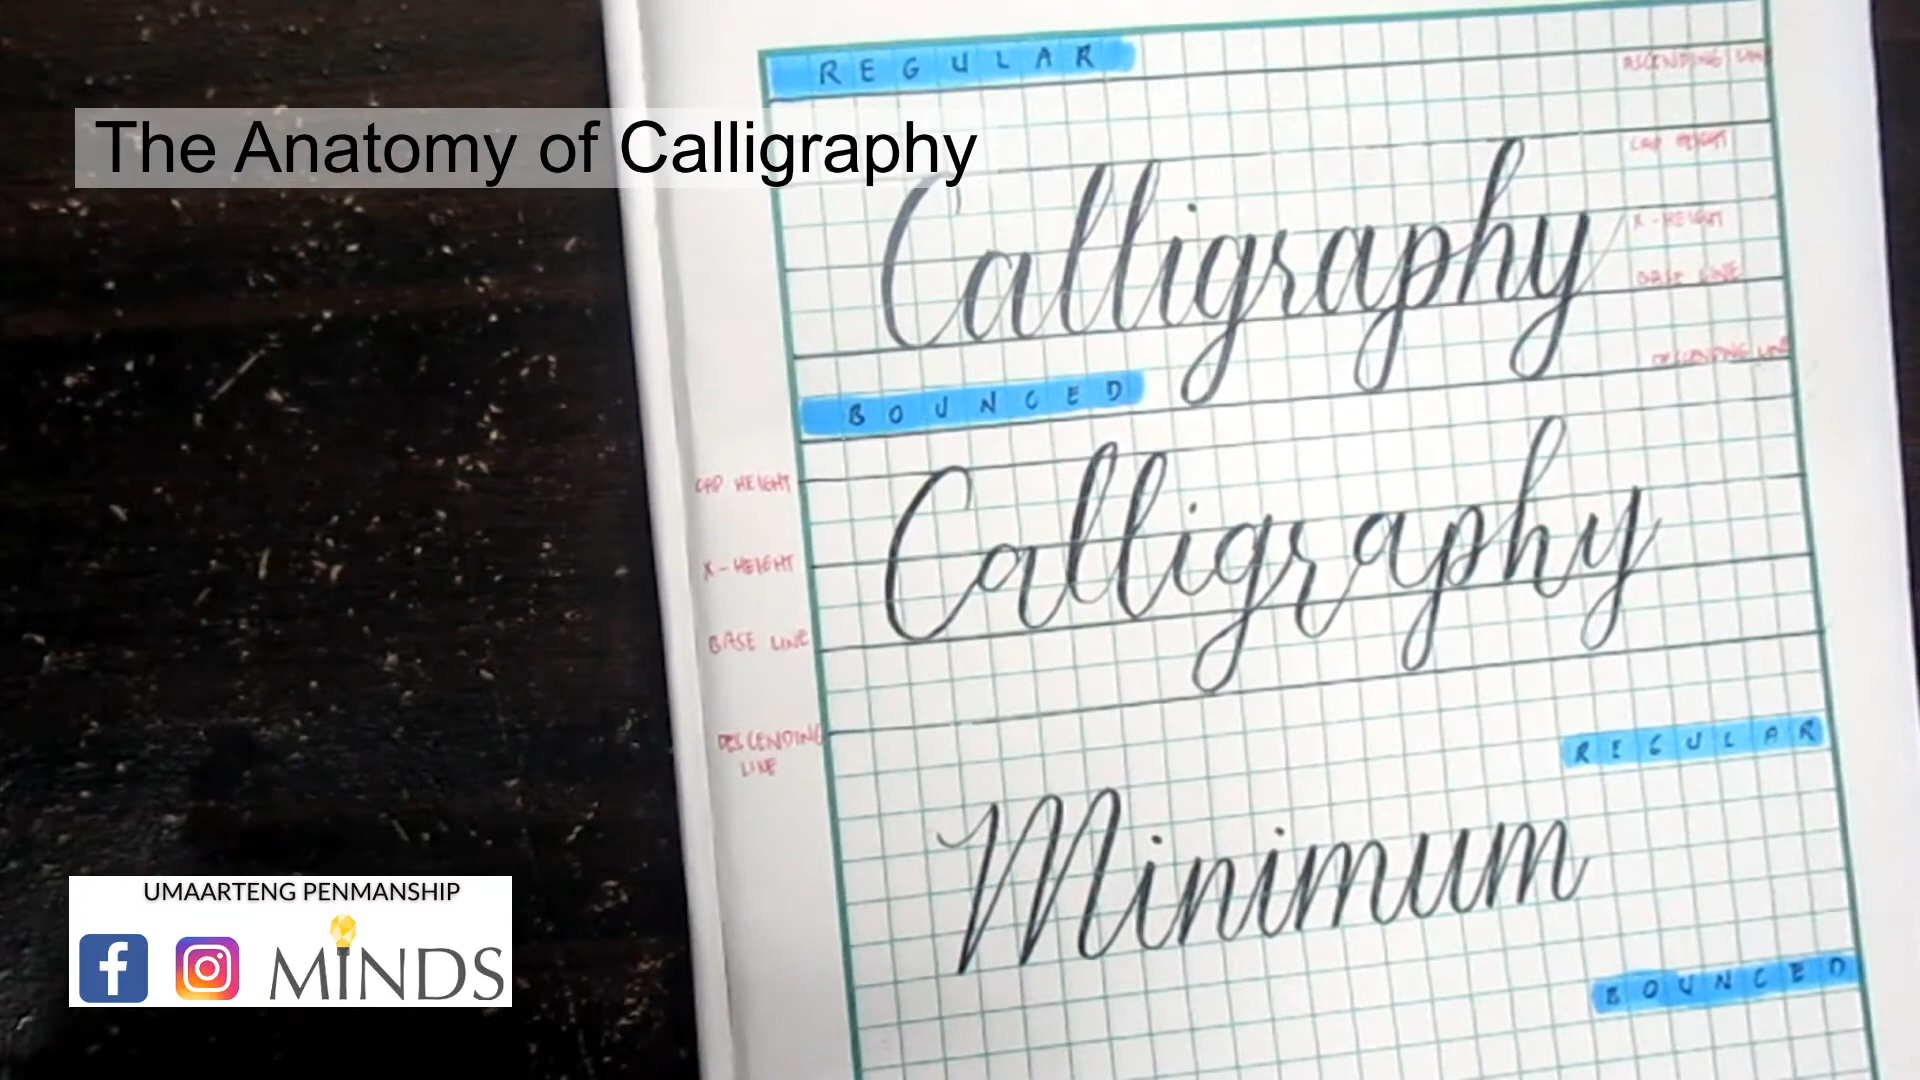 REGULAR
ASCENDING LINE
The Anatomy of Calligraphy
CAP HEIGHT
Calligraphy
X-HEIGHT
BASE LINE
DESCENDING LINE
BOUNCED
CAP HEIGHT
Calligraphy
X-HEIGHT
BASE LINE
DESCENDING
LINE
REGULAR
Minimum
UMAARTENG PENMANSHIP
MINDS
BOUNCED